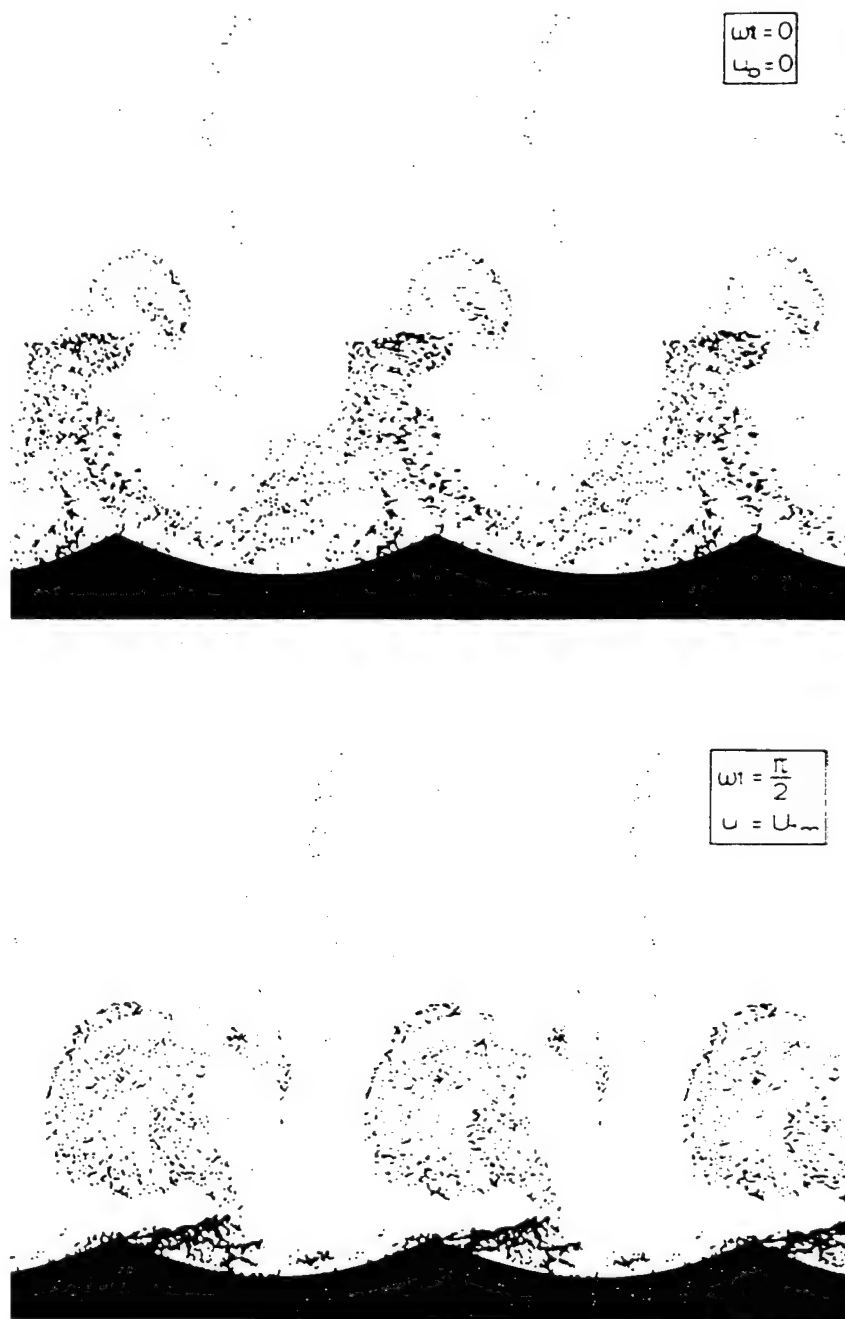 ωt = 0
u₀ = 0
ωt = π/2
u = U~